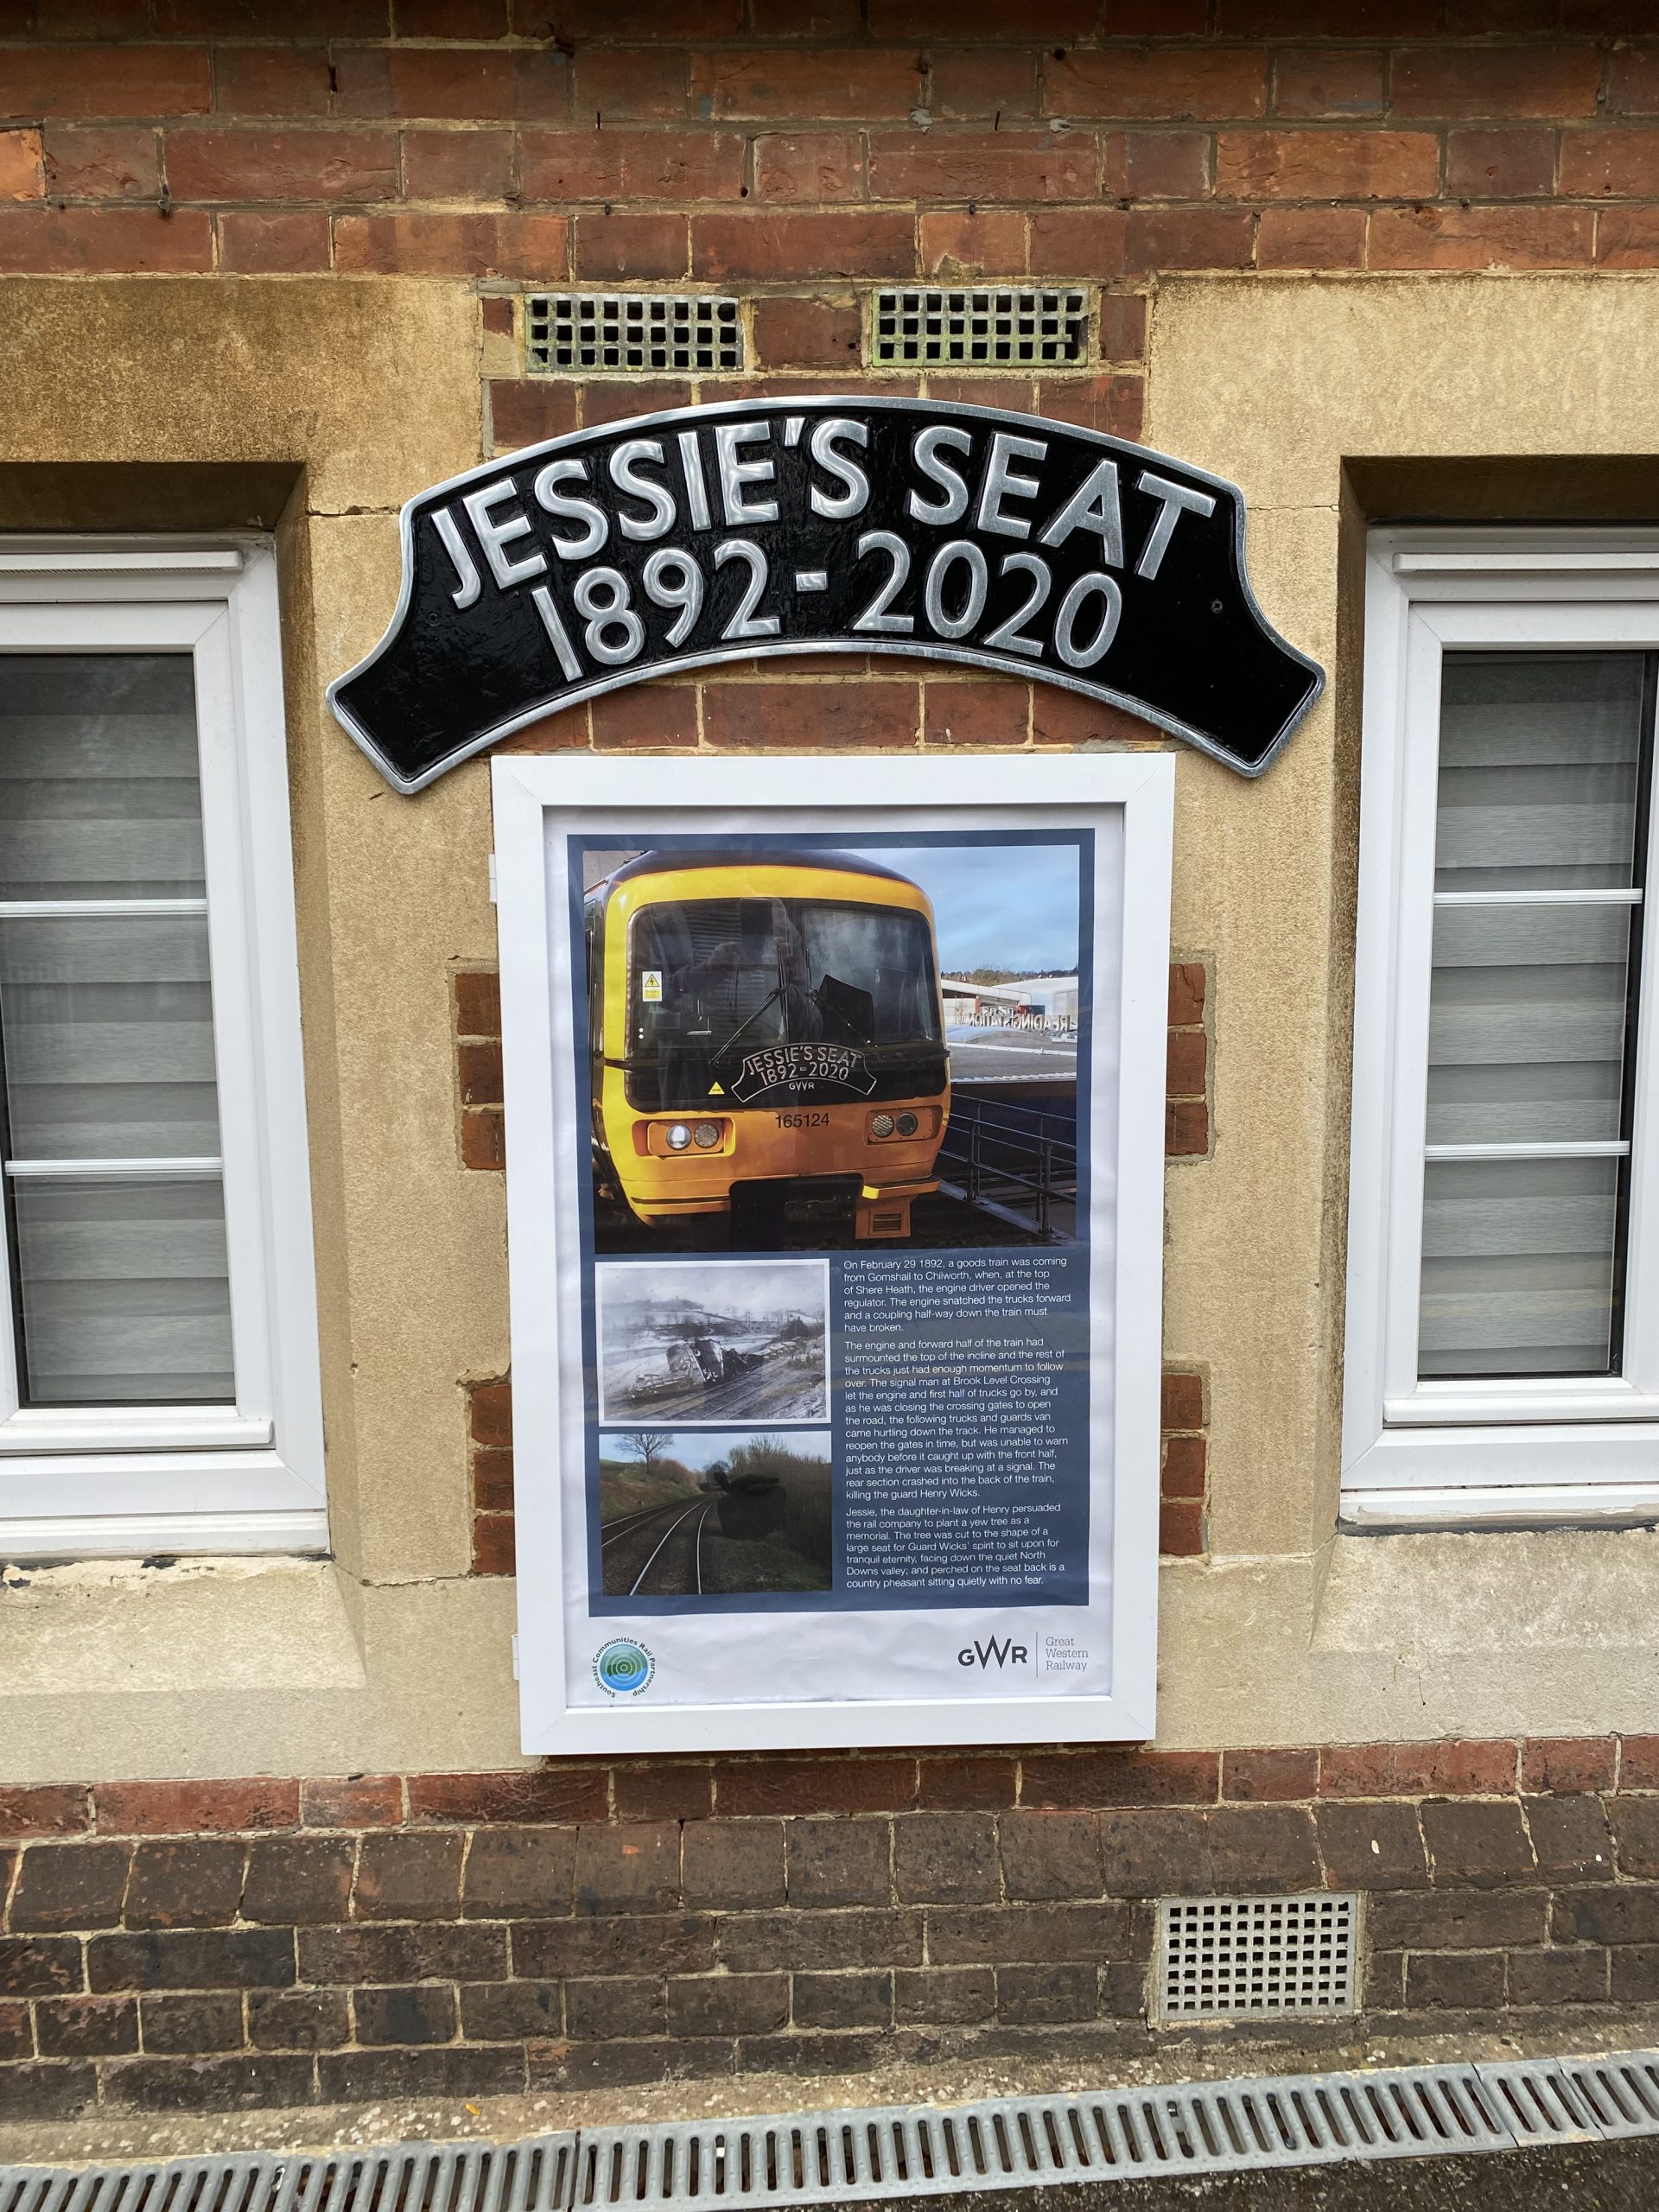 JESSIE'S SEAT
1892-2020
READING STATION
JESSIE'S SEAT
1892-2020
GWR
165124
On February 29 1892, a goods train was coming
from Gomshall to Chilworth, when, at the top
of Shere Heath, the engine driver opened the
regulator. The engine snatched the trucks forward
and a coupling half-way down the train must
have broken.
The engine and forward half of the train had
surmounted the top of the incline and the rest of
the trucks just had enough momentum to follow
over. The signal man at Brook Level Crossing
let the engine and first half of trucks go by, and
as he was closing the crossing gates to open
the road, the following trucks and guards van
came hurtling down the track. He managed to
reopen the gates in time, but was unable to warn
anybody before it caught up with the front half,
just as the driver was breaking at a signal. The
rear section crashed into the back of the train,
killing the guard Henry Wicks.
Jessie, the daughter-in-law of Henry persuaded
the rail company to plant a yew tree as a
memorial. The tree was cut to the shape of a
large seat for Guard Wicks' spirit to sit upon for
tranquil eternity, facing down the quiet North
Downs valley; and perched on the seat back is a
country pheasant sitting quietly with no fear.
Southeast Communities Rail Partnership
GWR
Great
Western
Railway